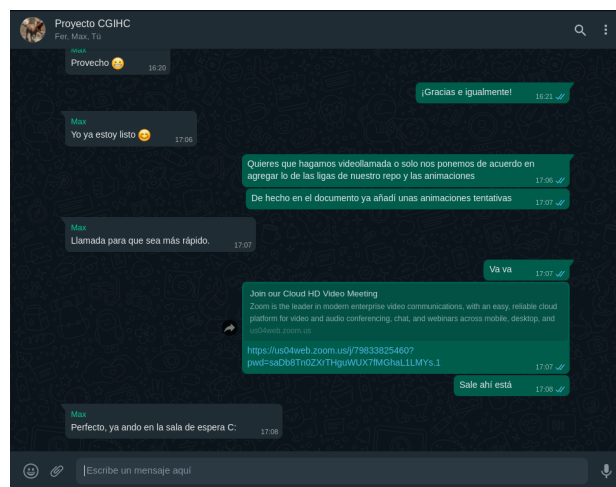 Proyecto CGIHC
Fer, Max, Tú
Max
Provecho 😁
16:20
¡Gracias e igualmente!
16:21
Max
Yo ya estoy listo 😊
17:06
Quieres que hagamos videollamada o solo nos ponemos de acuerdo en
agregar lo de las ligas de nuestro repo y las animaciones
17:06
De hecho en el documento ya añadí unas animaciones tentativas
17:07
Max
Llamada para que sea más rápido.
17:07
Va va
17:07
Join our Cloud HD Video Meeting
Zoom is the leader in modern enterprise video communications, with an easy, reliable cloud
platform for video and audio conferencing, chat, and webinars across mobile, desktop, and
us04web.zoom.us
https://us04web.zoom.us/j/79833825460?
pwd=saDb8Tn0ZXrTHguWUX7fMGhaL1LMYs.1
17:07
Sale ahí está
17:08
Max
Perfecto, ya ando en la sala de espera C:
17:08
Escribe un mensaje aquí